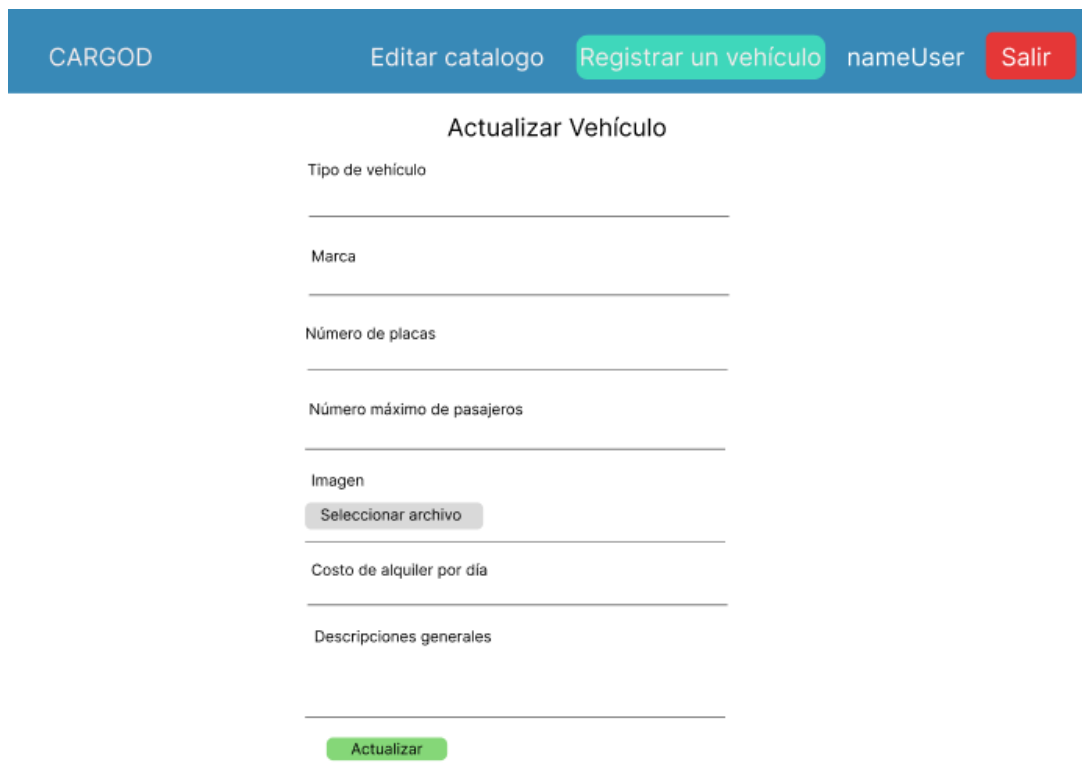 CARGOD Editar catalogo Registrar un vehículo nameUser Salir
Actualizar Vehículo
Tipo de vehículo
Marca
Número de placas
Número máximo de pasajeros
Imagen
Seleccionar archivo
Costo de alquiler por día
Descripciones generales
Actualizar